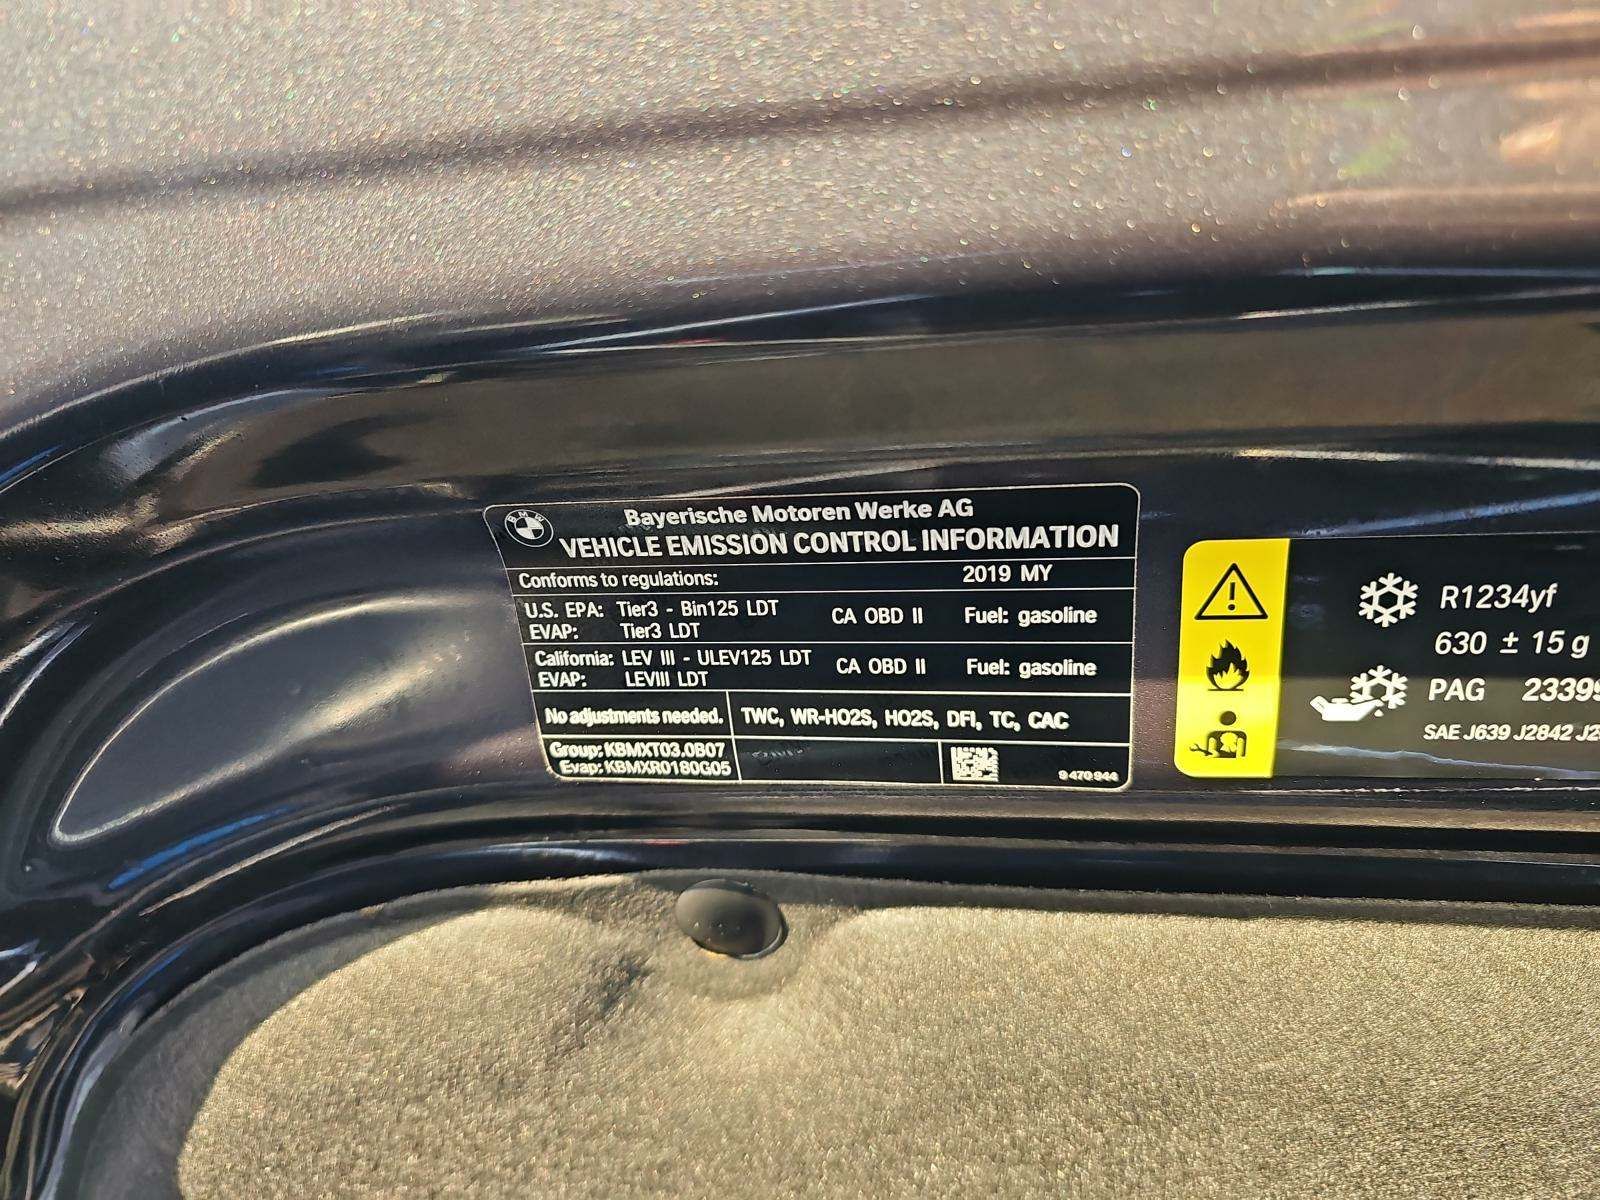 BMW
Bayerische Motoren Werke AG
VEHICLE EMISSION CONTROL INFORMATION
Conforms to regulations: 2019 MY
U.S. EPA: Tier3 - Bin125 LDT CA OBD II Fuel: gasoline
EVAP: Tier3 LDT
California: LEV III - ULEV125 LDT CA OBD II Fuel: gasoline
EVAP: LEVIII LDT
No adjustments needed. TWC, WR-HO2S, HO2S, DFI, TC, CAC
Group: KBMXT03.0B07
Evap: KBMXR0180G05
9 470 944
R1234yf
630 ± 15 g
PAG 2339
SAE J639 J2842